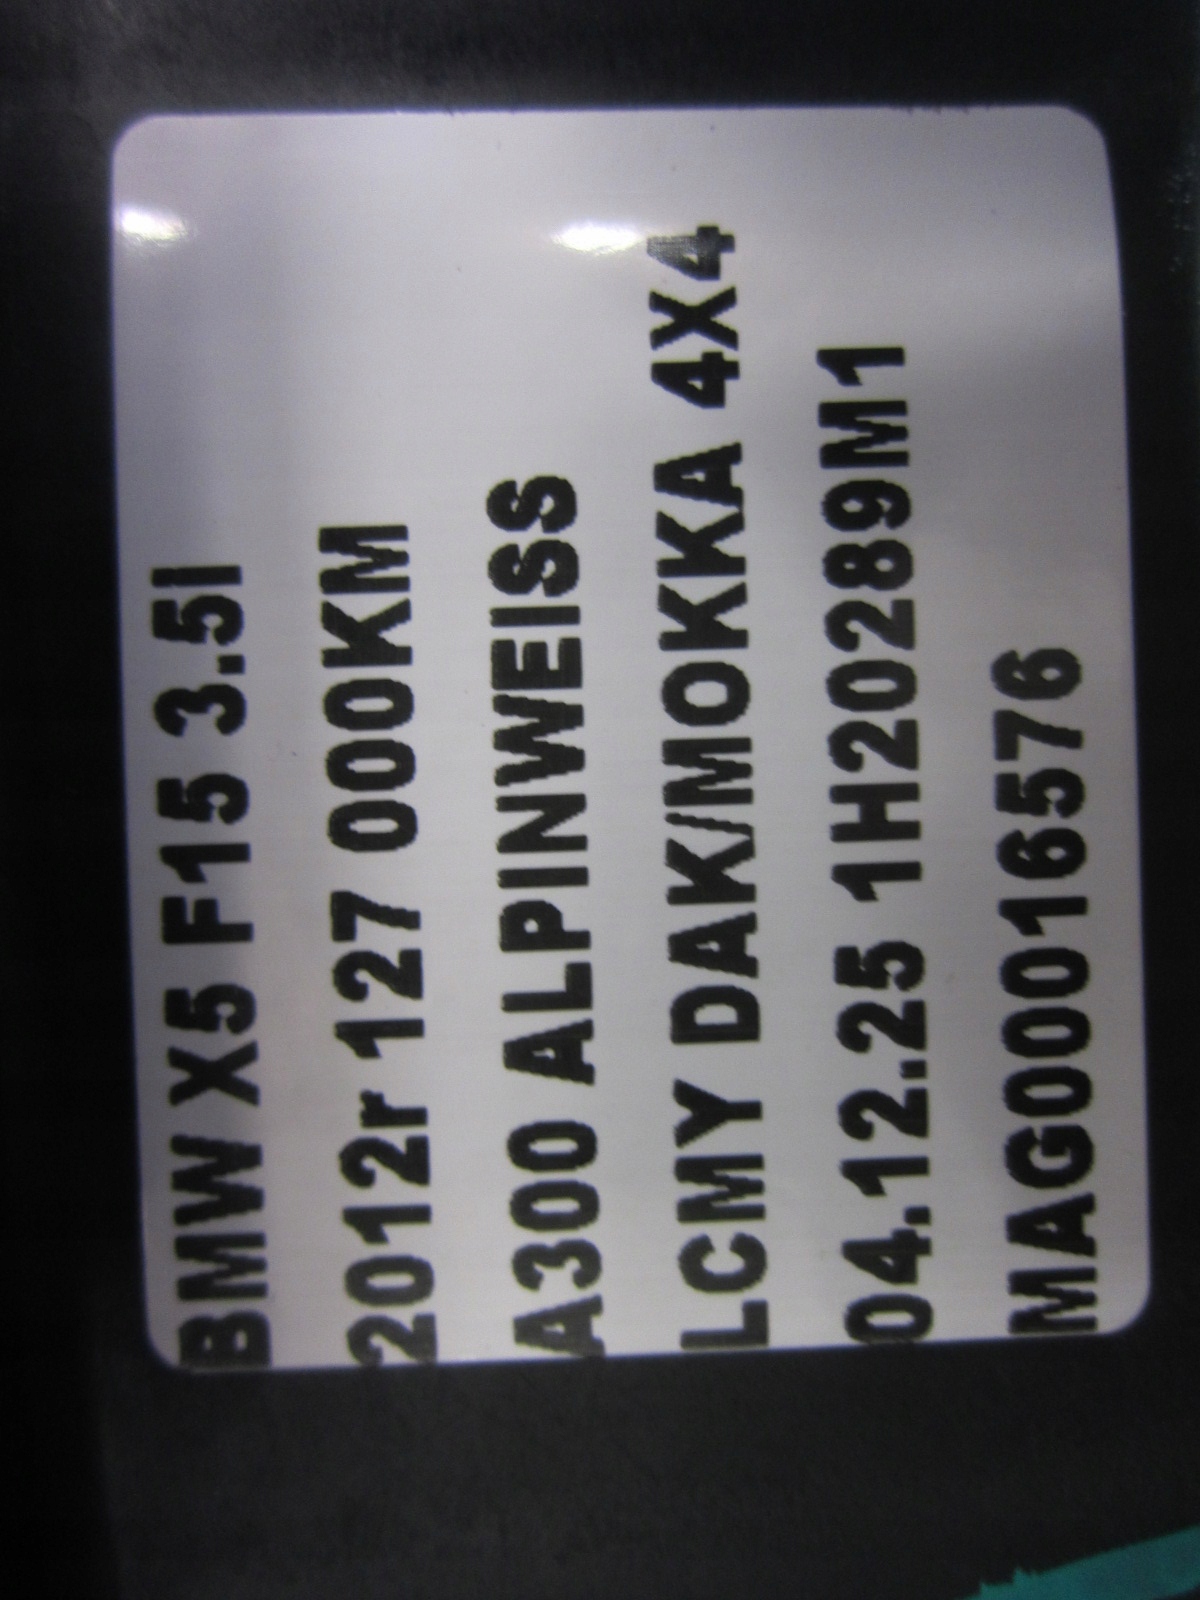 BMW X5 F15 3.5I
2012r 127 000KM
A300 ALPINWEISS
LCMY DAK/MOKKA 4X4
04.12.25 1H20289M1
MAG00016576